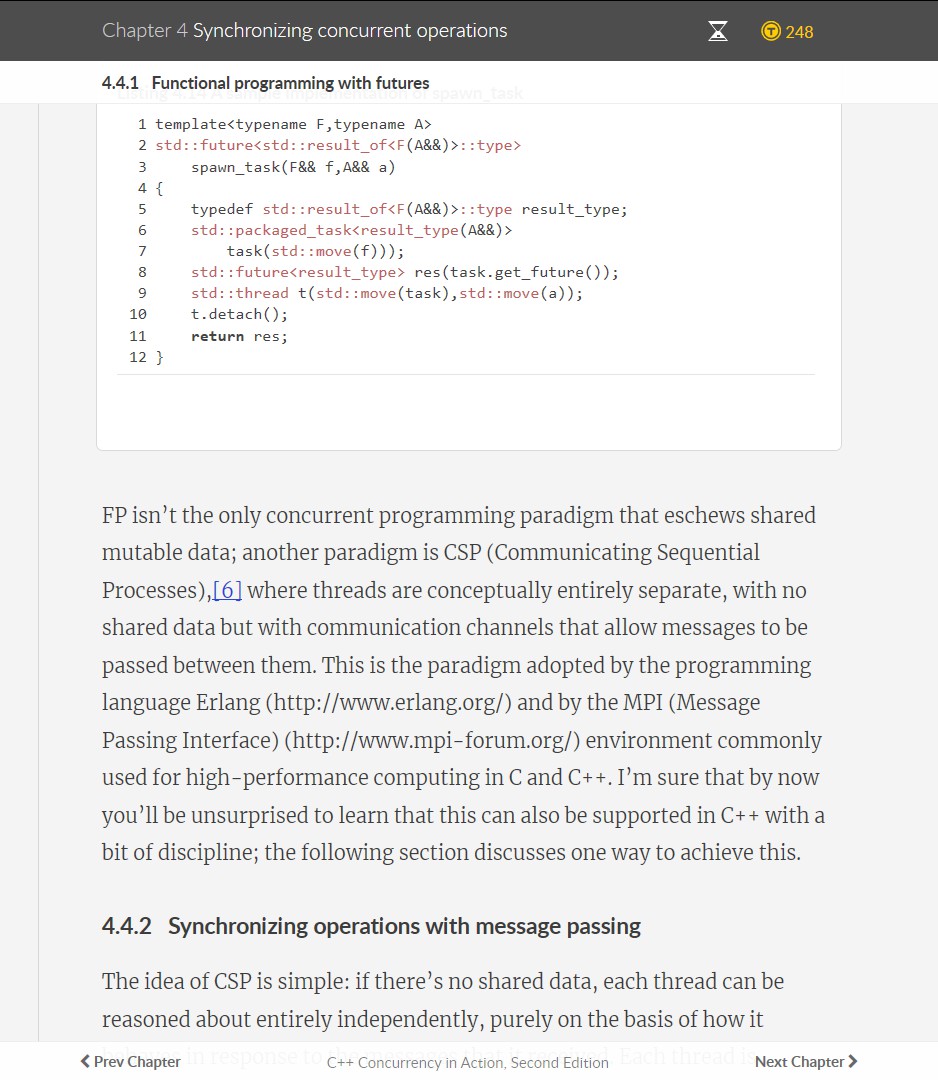 Chapter 4 Synchronizing concurrent operations
248
4.4.1 Functional programming with futures
1 template<typename F,typename A>
2 std::future<std::result_of<F(A&&)>::type>
3     spawn_task(F&& f,A&& a)
4 {
5     typedef std::result_of<F(A&&)>::type result_type;
6     std::packaged_task<result_type(A&&)>
7         task(std::move(f)));
8     std::future<result_type> res(task.get_future());
9     std::thread t(std::move(task),std::move(a));
10     t.detach();
11     return res;
12 }
FP isn’t the only concurrent programming paradigm that eschews shared
mutable data; another paradigm is CSP (Communicating Sequential
Processes),[6] where threads are conceptually entirely separate, with no
shared data but with communication channels that allow messages to be
passed between them. This is the paradigm adopted by the programming
language Erlang (http://www.erlang.org/) and by the MPI (Message
Passing Interface) (http://www.mpi-forum.org/) environment commonly
used for high-performance computing in C and C++. I’m sure that by now
you’ll be unsurprised to learn that this can also be supported in C++ with a
bit of discipline; the following section discusses one way to achieve this.
4.4.2 Synchronizing operations with message passing
The idea of CSP is simple: if there’s no shared data, each thread can be
reasoned about entirely independently, purely on the basis of how it
Prev Chapter
C++ Concurrency in Action, Second Edition
Next Chapter